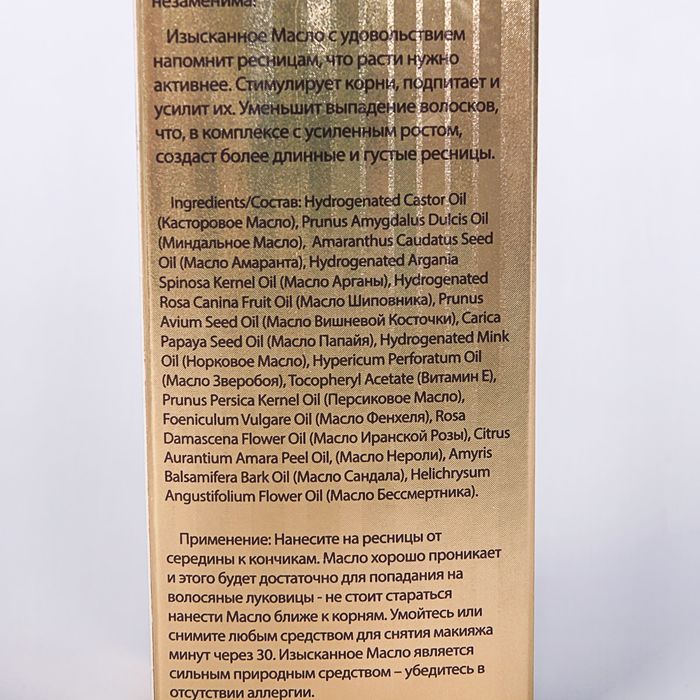 незаменима:
Изысканное Масло с удовольствием
напомнит ресницам, что расти нужно
активнее. Стимулирует корни, подпитает и
усилит их. Уменьшит выпадение волосков,
что, в комплексе с усиленным ростом,
создаст более длинные и густые ресницы.
Ingredients/Состав: Hydrogenated Castor Oil
(Касторовое Масло), Prunus Amygdalus Dulcis Oil
(Миндальное Масло), Amaranthus Caudatus Seed
Oil (Масло Амаранта), Hydrogenated Argania
Spinosa Kernel Oil (Масло Арганы), Hydrogenated
Rosa Canina Fruit Oil (Масло Шиповника), Prunus
Avium Seed Oil (Масло Вишневой Косточки), Carica
Papaya Seed Oil (Масло Папайя), Hydrogenated Mink
Oil (Норковое Масло), Hypericum Perforatum Oil
(Масло Зверобоя), Tocopheryl Acetate (Витамин Е),
Prunus Persica Kernel Oil (Персиковое Масло),
Foeniculum Vulgare Oil (Масло Фенхеля), Rosa
Damascena Flower Oil (Масло Иранской Розы), Citrus
Aurantium Amara Peel Oil, (Масло Нероли), Amyris
Balsamifera Bark Oil (Масло Сандала), Helichrysum
Angustifolium Flower Oil (Масло Бессмертника).
Применение: Нанесите на ресницы от
середины к кончикам. Масло хорошо проникает
и этого будет достаточно для попадания на
волосяные луковицы - не стоит стараться
нанести Масло ближе к корням. Умойтесь или
снимите любым средством для снятия макияжа
минут через 30. Изысканное Масло является
сильным природным средством – убедитесь в
отсутствии аллергии.